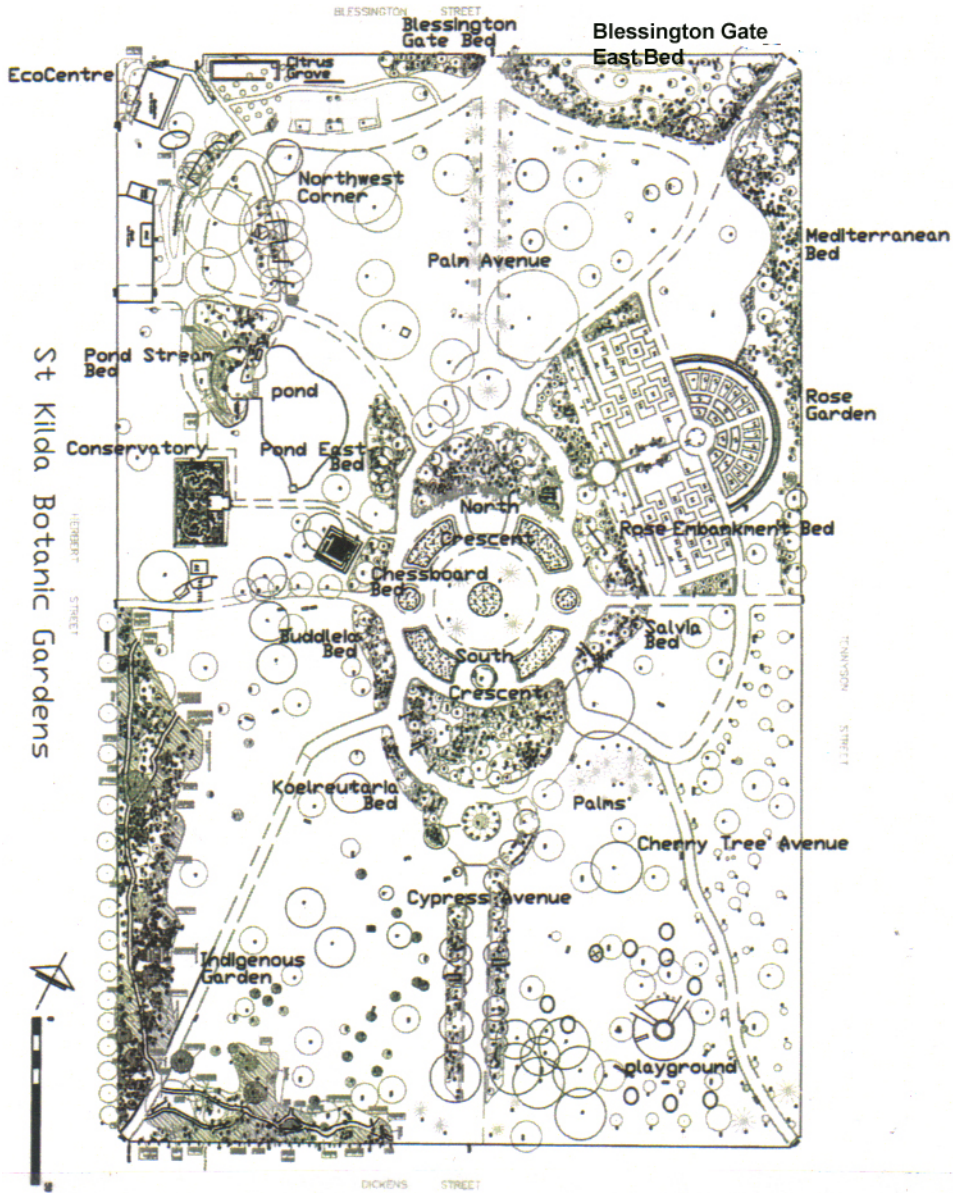 BLESSINGTON STREET
Blessington
Gate Bed
Blessington Gate
East Bed
EcoCentre
Citrus
Grove
Northwest
Corner
Mediterranean
Bed
Palm Avenue
Pond Stream
Bed
pond
Rose
Garden
Conservatory
Pond East
Bed
North
Crescent
Rose Embankment Bed
Chessboard
Bed
Buddleia
Bed
Salvia
Bed
South
Crescent
St Kilda Botanic Gardens
HERBERT STREET
TENNYSON STREET
Koelreutaria
Bed
Palms
Cherry Tree Avenue
Cypress Avenue
Indigenous
Garden
playground
DICKENS STREET